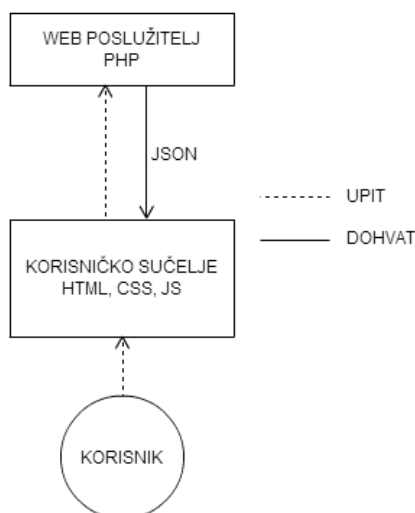 WEB POSLUŽITELJ
PHP
JSON
UPIT
DOHVAT
KORISNIČKO SUČELJE
HTML, CSS, JS
KORISNIK